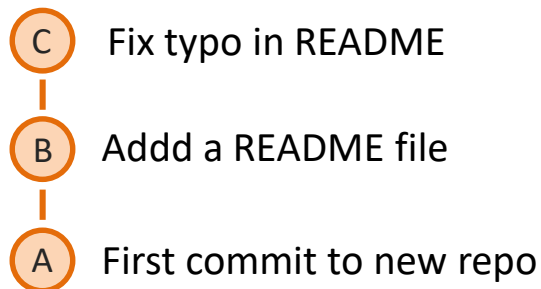 C Fix typo in README
B Addd a README file
A First commit to new repo